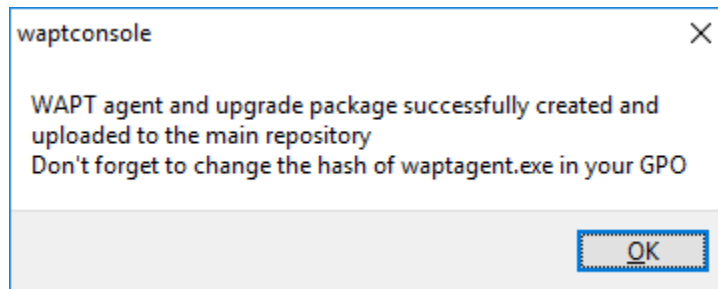 waptconsole
WAPT agent and upgrade package successfully created and
uploaded to the main repository
Don't forget to change the hash of waptagent.exe in your GPO
OK